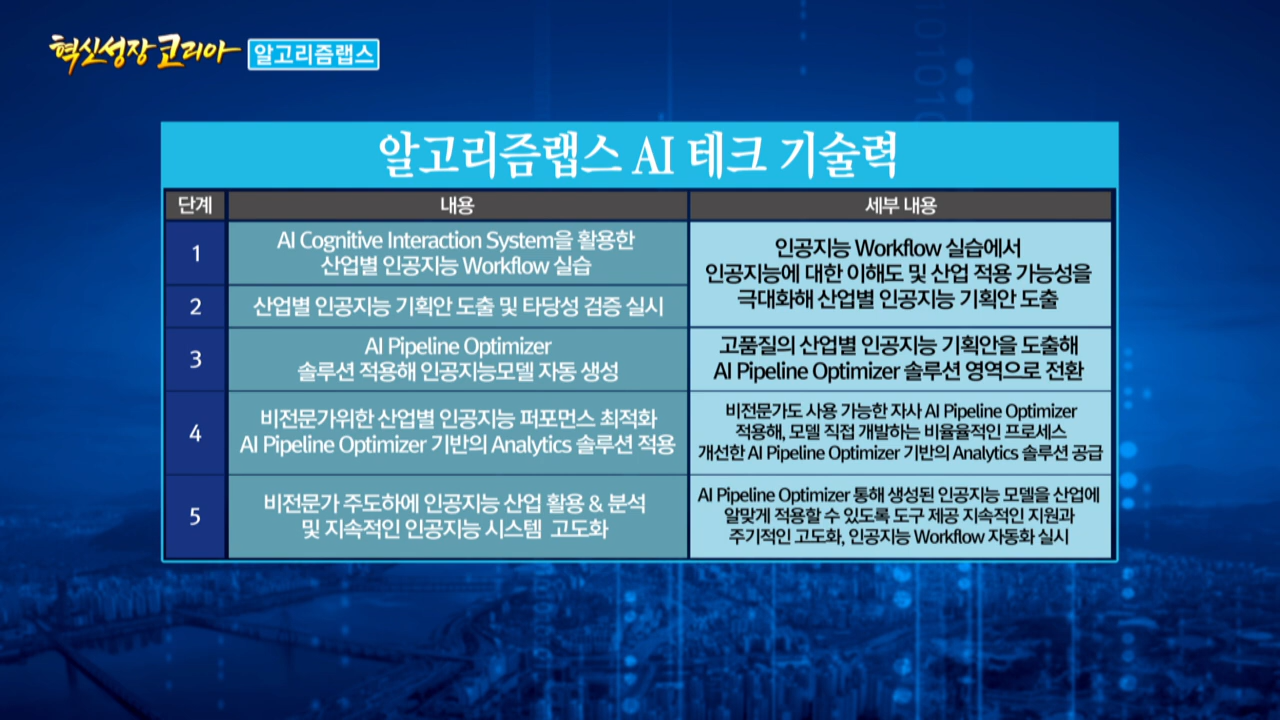 혁신성장 코리아 알고리즘랩스
알고리즘랩스 AI 테크 기술력
단계 내용 세부 내용
1
AI Cognitive Interaction System을 활용한
산업별 인공지능 Workflow 실습
인공지능 Workflow 실습에서
인공지능에 대한 이해도 및 산업 적용 가능성을
극대화해 산업별 인공지능 기획안 도출
2
산업별 인공지능 기획안 도출 및 타당성 검증 실시
3
AI Pipeline Optimizer
솔루션 적용해 인공지능모델 자동 생성
고품질의 산업별 인공지능 기획안을 도출해
AI Pipeline Optimizer 솔루션 영역으로 전환
4
비전문가위한 산업별 인공지능 퍼포먼스 최적화
AI Pipeline Optimizer 기반의 Analytics 솔루션 적용
비전문가도 사용 가능한 자사 AI Pipeline Optimizer
적용해, 모델 직접 개발하는 비율율적인 프로세스
개선한 AI Pipeline Optimizer 기반의 Analytics 솔루션 공급
5
비전문가 주도하에 인공지능 산업 활용 & 분석
및 지속적인 인공지능 시스템 고도화
AI Pipeline Optimizer 통해 생성된 인공지능 모델을 산업에
알맞게 적용할 수 있도록 도구 제공 지속적인 지원과
주기적인 고도화, 인공지능 Workflow 자동화 실시